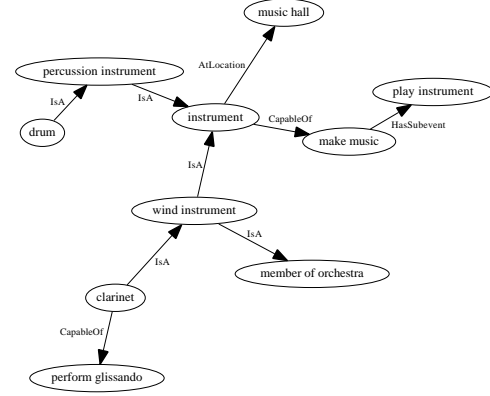 music hall
AtLocation
percussion instrument
IsA
IsA
play instrument
instrument
CapableOf
HasSubevent
drum
make music
IsA
wind instrument
IsA
member of orchestra
IsA
clarinet
CapableOf
perform glissando